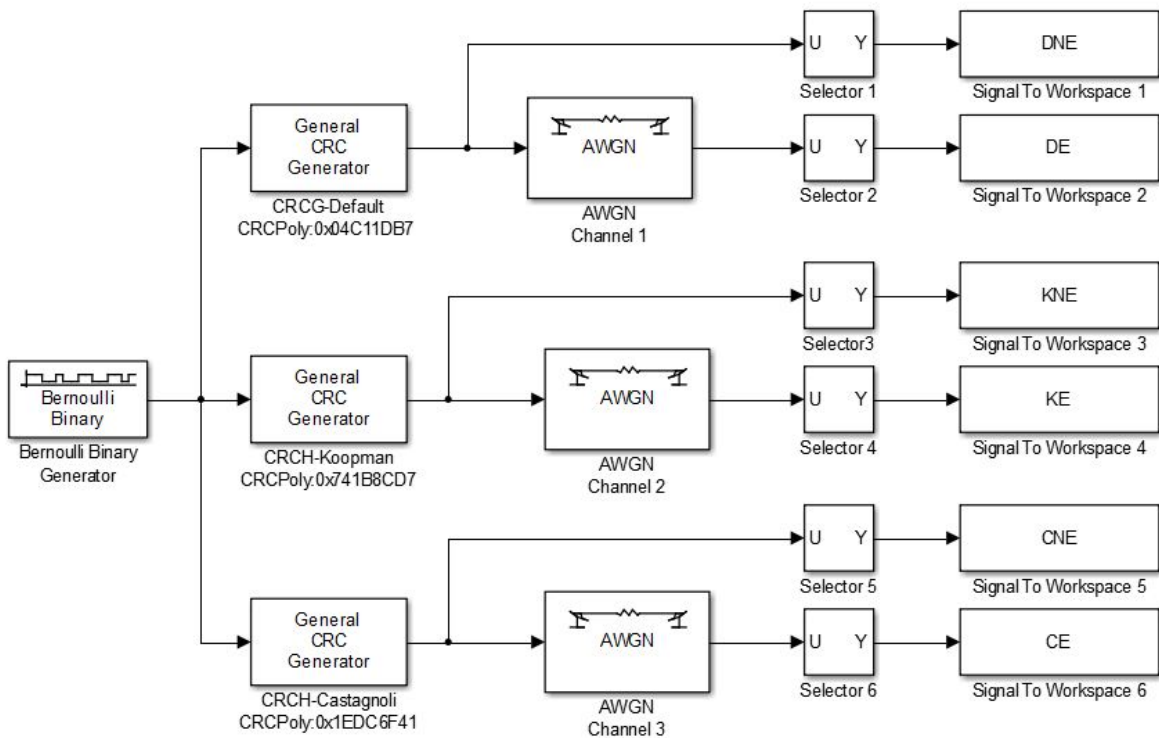 U Y
DNE
Selector 1
Signal To Workspace 1
General
CRC
Generator
CRCG-Default
CRCPoly:0x04C11DB7
AWGN
AWGN
Channel 1
U Y
DE
Selector 2
Signal To Workspace 2
U Y
KNE
Selector3
Signal To Workspace 3
Bernoulli
Binary
Bernoulli Binary
Generator
General
CRC
Generator
CRCH-Koopman
CRCPoly:0x741B8CD7
AWGN
AWGN
Channel 2
U Y
KE
Selector 4
Signal To Workspace 4
U Y
CNE
Selector 5
Signal To Workspace 5
General
CRC
Generator
CRCH-Castagnoli
CRCPoly:0x1EDC6F41
AWGN
AWGN
Channel 3
U Y
CE
Selector 6
Signal To Workspace 6